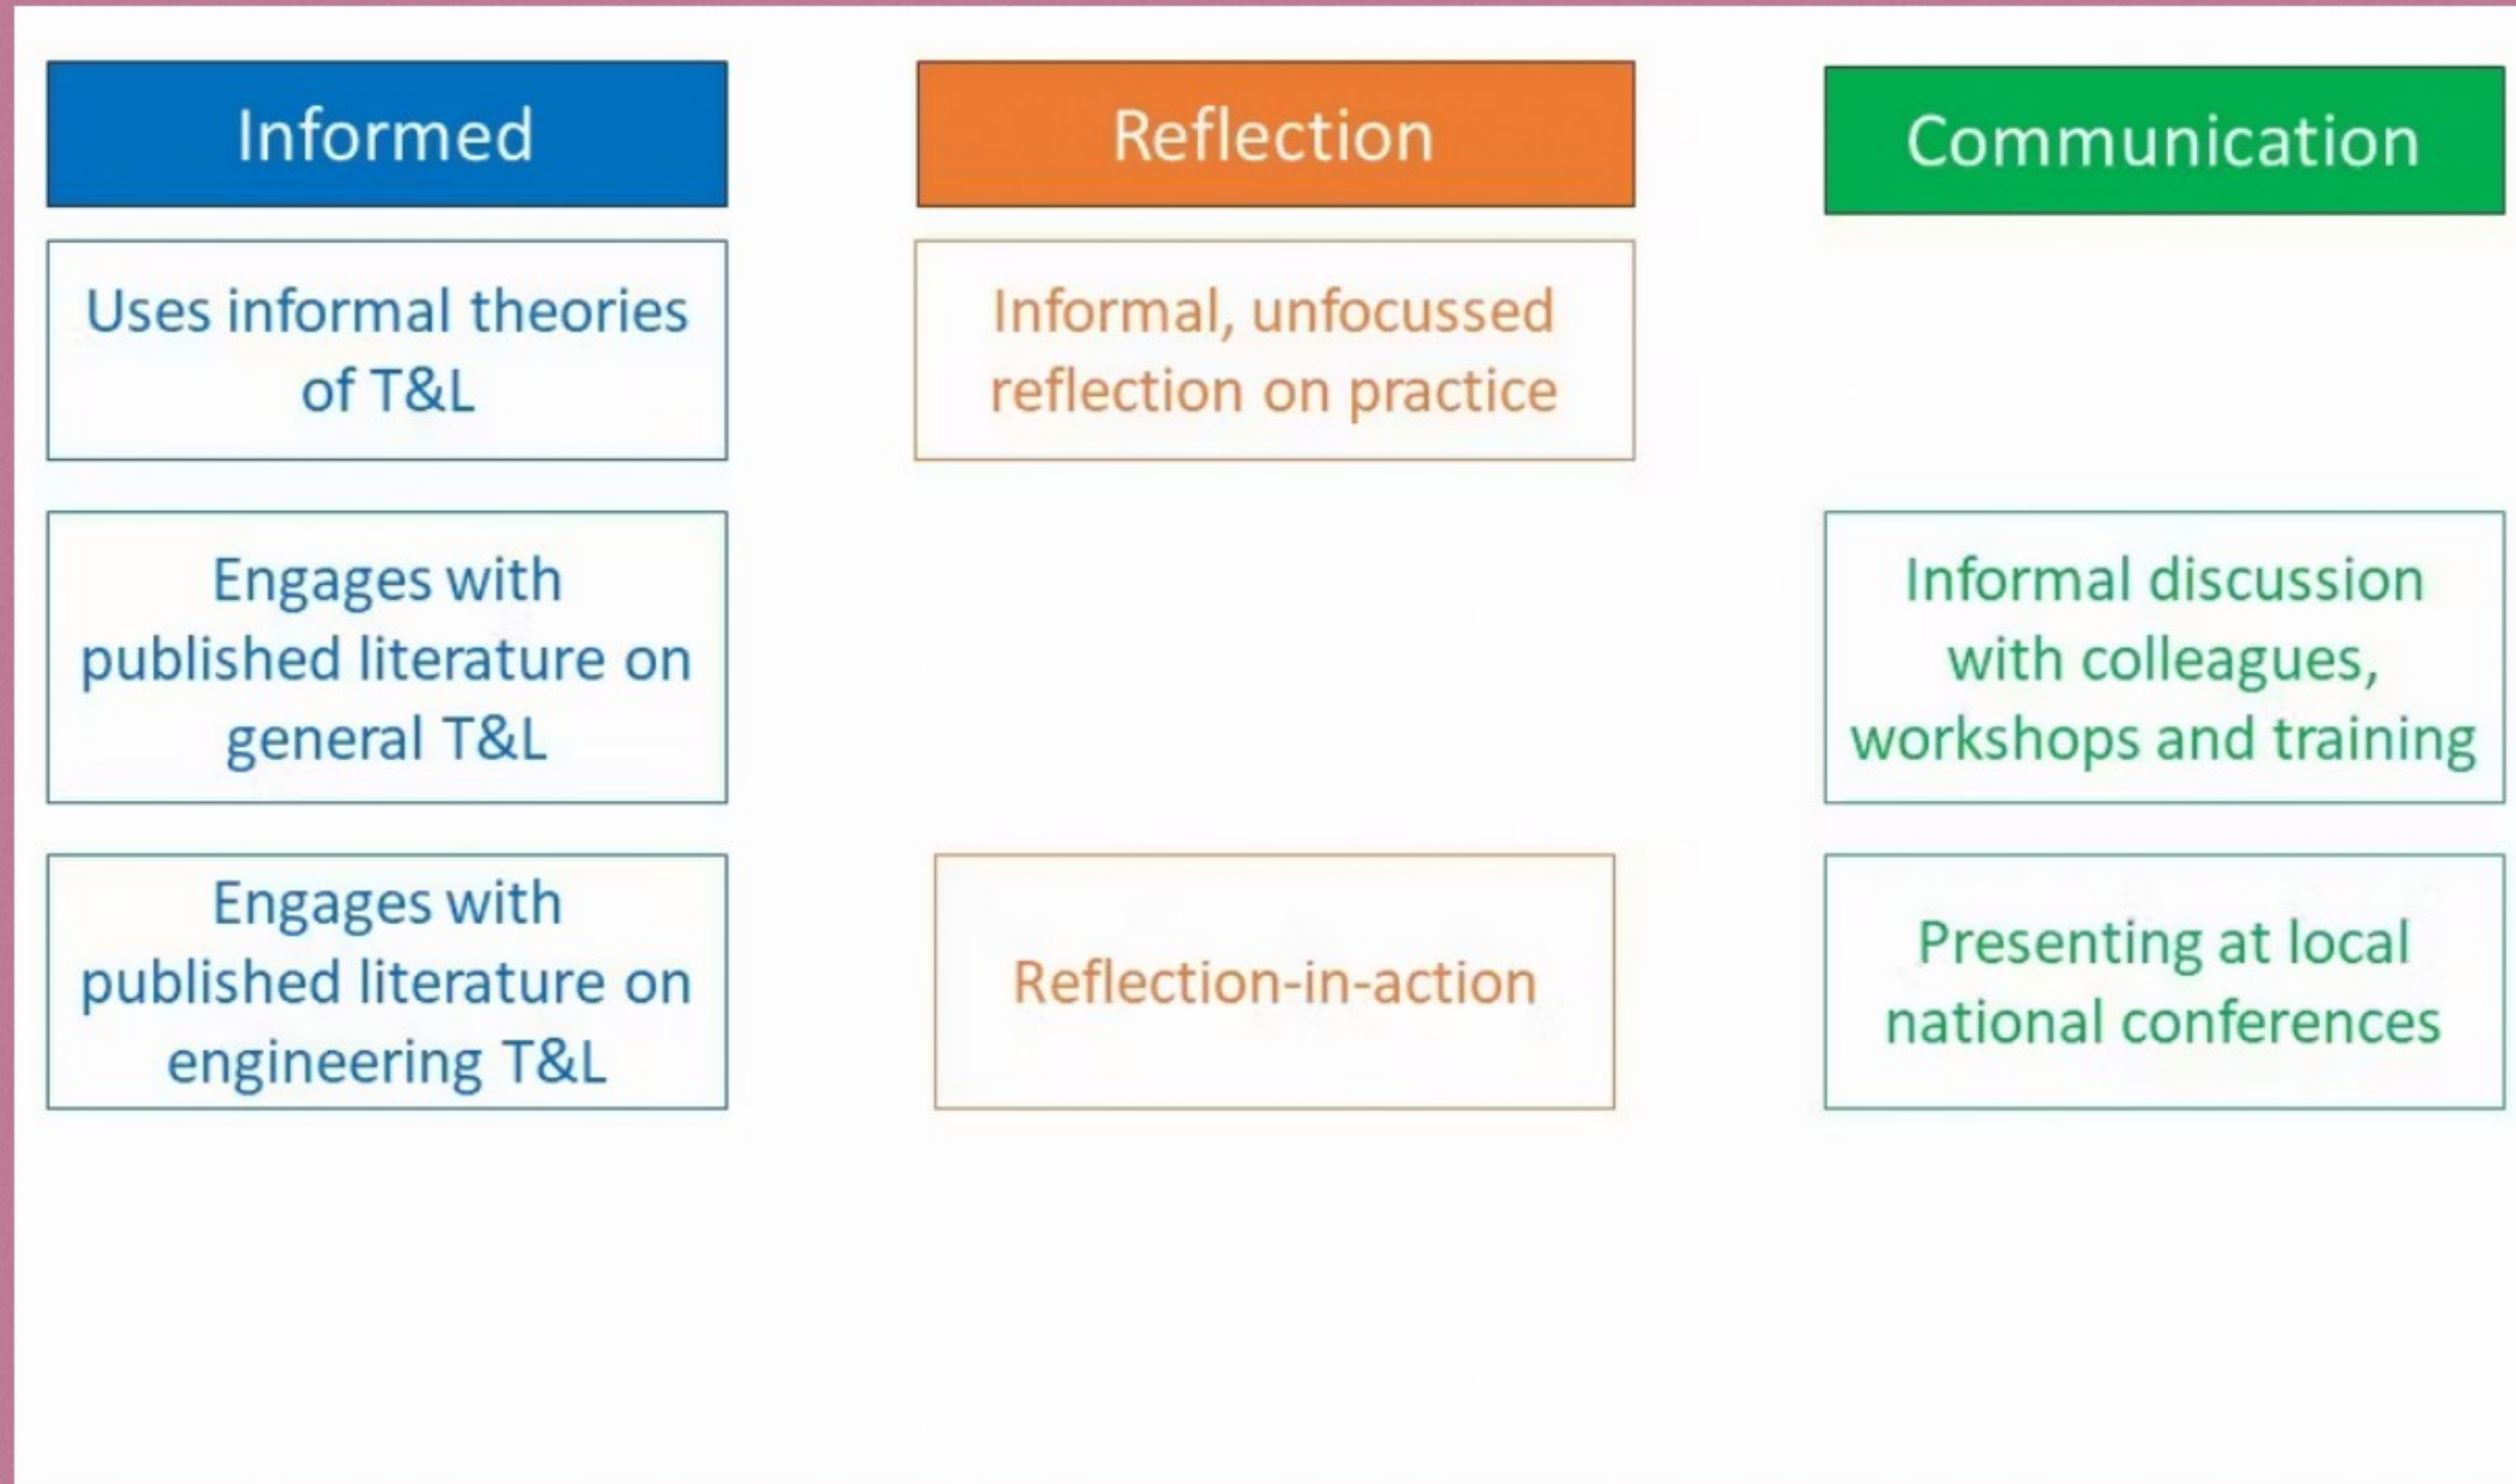 Informed
Reflection
Communication
Uses informal theories
of T&L
Informal, unfocussed
reflection on practice
Engages with
published literature on
general T&L
Informal discussion
with colleagues,
workshops and training
Engages with
published literature on
engineering T&L
Reflection-in-action
Presenting at local
national conferences